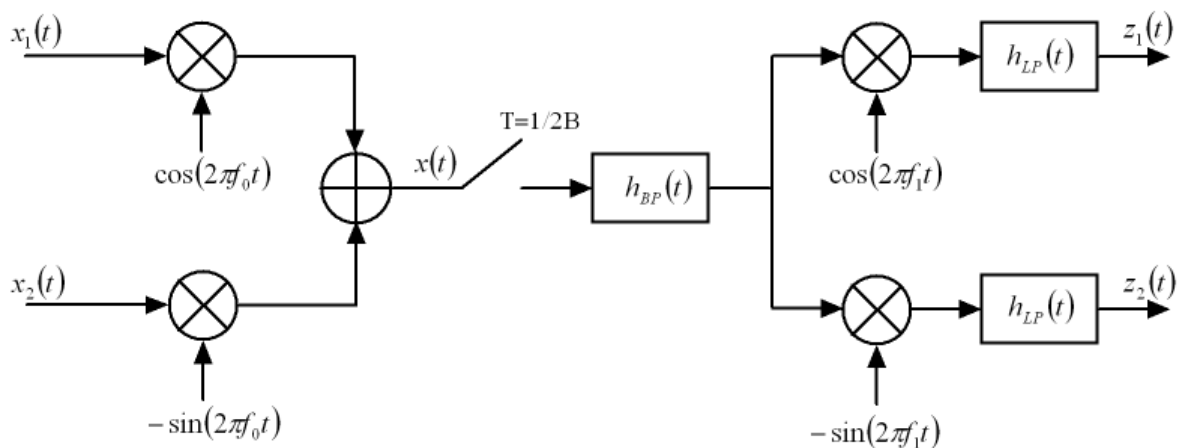 x₁(t)
cos(2πf₀t)
x₂(t)
−sin(2πf₀t)
x(t)
T=1/2B
h_BP(t)
cos(2πf₁t)
h_LP(t)
z₁(t)
−sin(2πf₁t)
h_LP(t)
z₂(t)